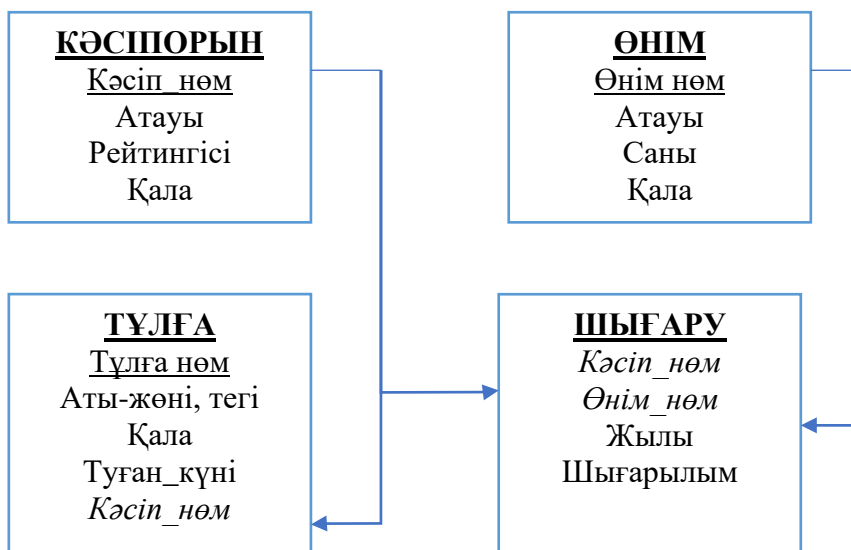 КӘСІПОРЫН
Кәсіп_нөм
Атауы
Рейтингісі
Қала
ӨНІМ
Өнім нөм
Атауы
Саны
Қала
ТҰЛҒА
Тұлға нөм
Аты-жөні, тегі
Қала
Туған_күні
Кәсіп_нөм
ШЫҒАРУ
Кәсіп_нөм
Өнім_нөм
Жылы
Шығарылым